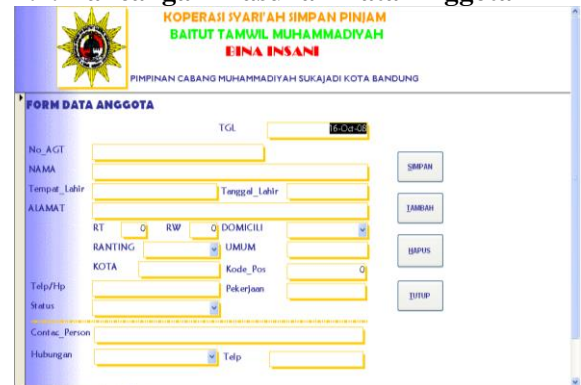 KOPERASI SYARI'AH SIMPAN PINJAM
BAITUT TAMWIL MUHAMMADIYAH
BINA INSANI
PIMPINAN CABANG MUHAMMADIYAH SUKAJADI KOTA BANDUNG
FORM DATA ANGGOTA
TGL 16-Oct-08
No_AGT
NAMA SIMPAN
Tempat_Lahir Tanggal_Lahir
ALAMAT TAMBAH
RT 0 RW 0 DOMICILI
RANTING UMUM HAPUS
KOTA Kode_Pos 0
Telp/Hp Pekerjaan TUTUP
Status
Contac_Person
Hubungan Telp